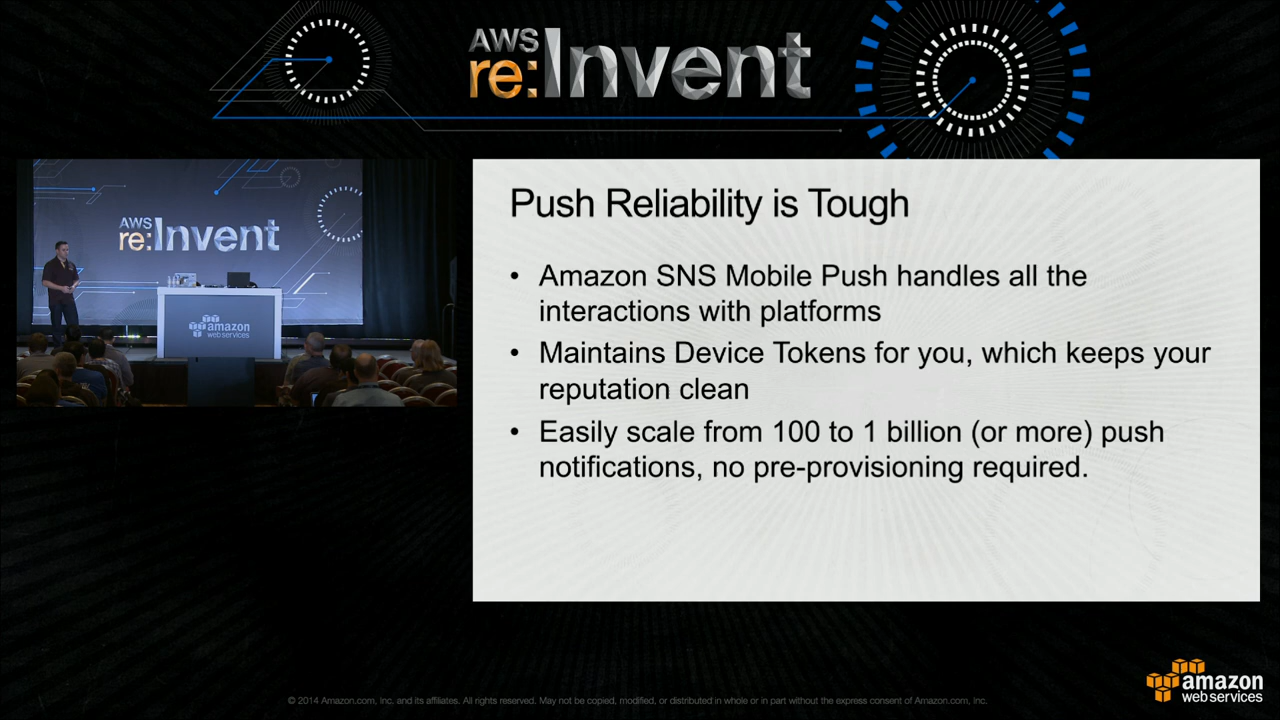 AWS
re:Invent
AWS
re:Invent
amazon
webservices
Push Reliability is Tough
• Amazon SNS Mobile Push handles all the
interactions with platforms
• Maintains Device Tokens for you, which keeps your
reputation clean
• Easily scale from 100 to 1 billion (or more) push
notifications, no pre-provisioning required.
© 2014 Amazon.com, Inc. and its affiliates. All rights reserved. May not be copied, modified, or distributed in whole or in part without the express consent of Amazon.com, Inc.
amazon
webservices